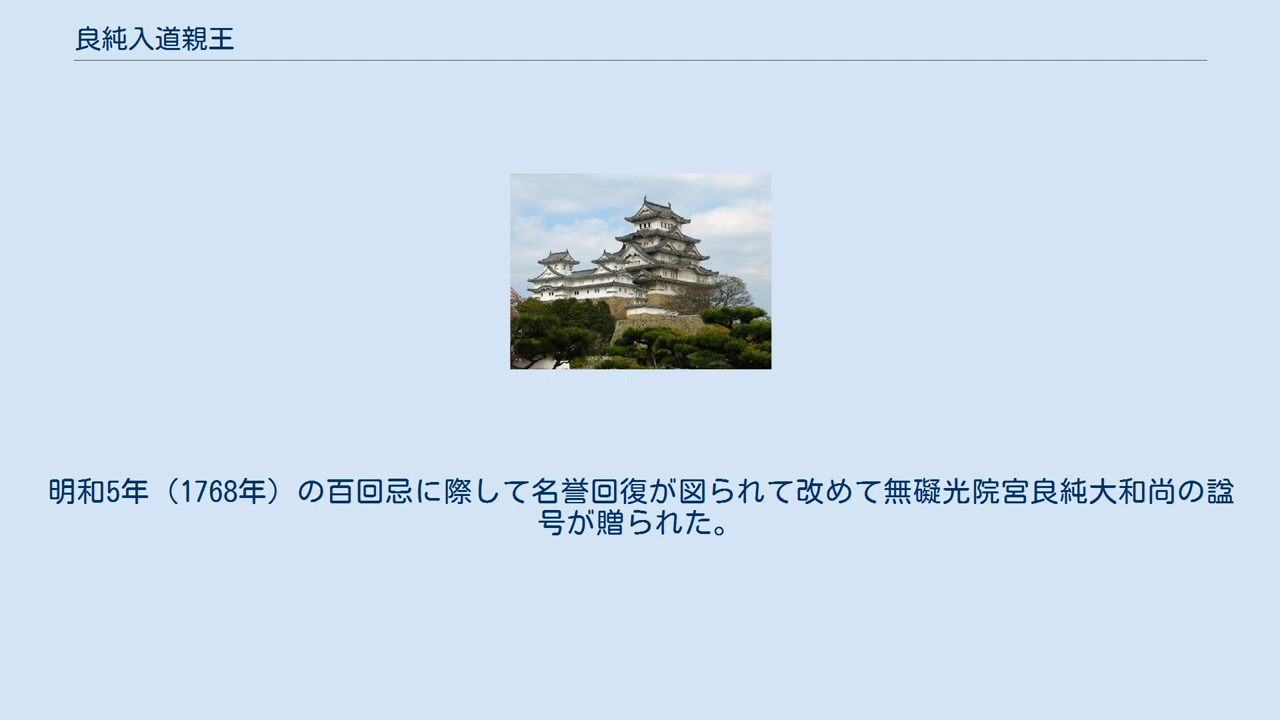 良純入道親王
明和5年（1768年）の百回忌に際して名誉回復が図られて改めて無礙光院宮良純大和尚の諡
号が贈られた。